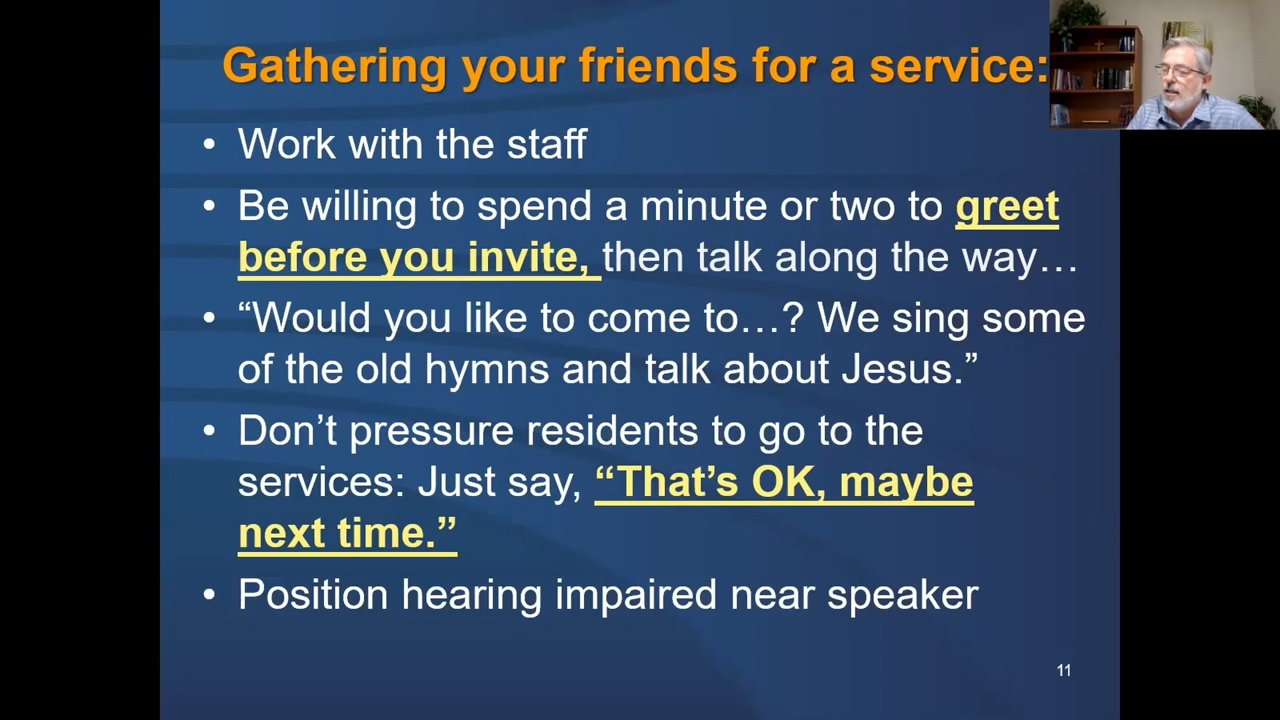 Gathering your friends for a service:
• Work with the staff
• Be willing to spend a minute or two to greet
before you invite, then talk along the way…
• “Would you like to come to…? We sing some
of the old hymns and talk about Jesus.”
• Don’t pressure residents to go to the
services: Just say, “That’s OK, maybe
next time.”
• Position hearing impaired near speaker
11